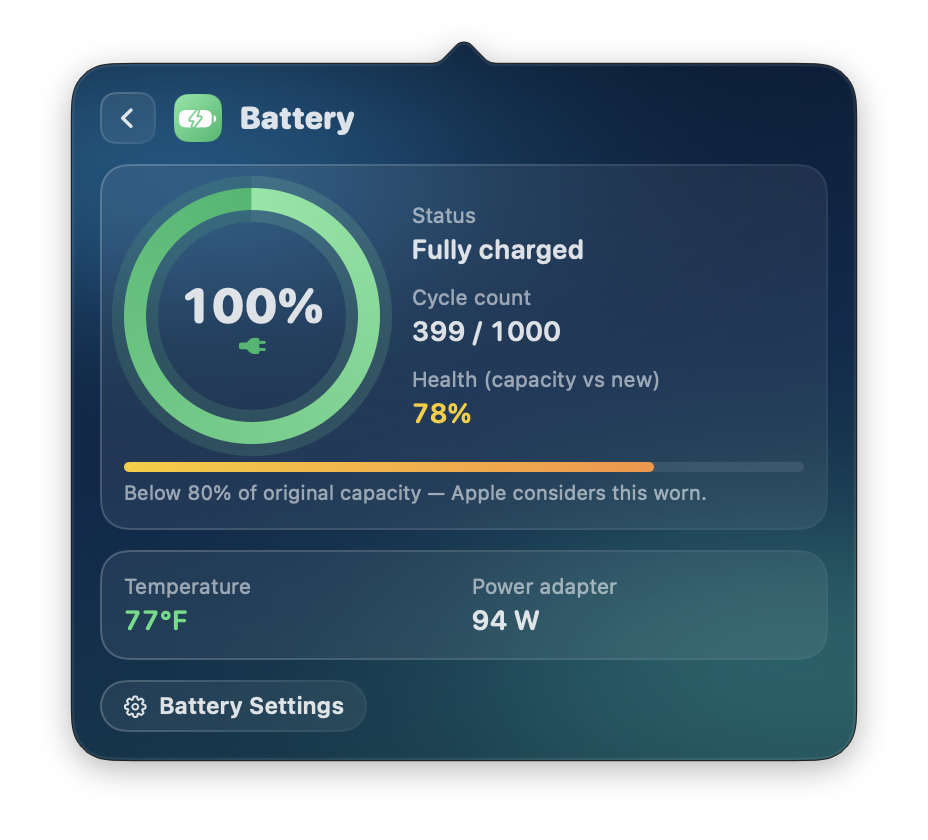 Battery
100%
Status
Fully charged
Cycle count
399 / 1000
Health (capacity vs new)
78%
Below 80% of original capacity — Apple considers this worn.
Temperature
77°F
Power adapter
94 W
Battery Settings